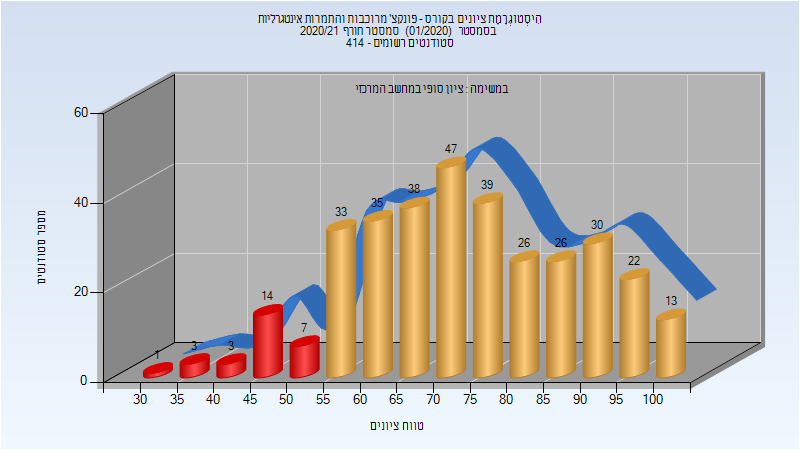 היסטוגרמת ציונים בקורס - פונקצ' מרוכבות והתמרות אינטגרליות
בסמסטר (01/2020) סמסטר חורף 2020/21
סטודנטים רשומים - 414
במשימה : ציון סופי במחשב המרכזי
60
40
20
0
מספר סטודנטים
1
3
3
14
7
33
35
38
47
39
26
26
30
22
13
30 35 40 45 50 55 60 65 70 75 80 85 90 95 100
טווח ציונים